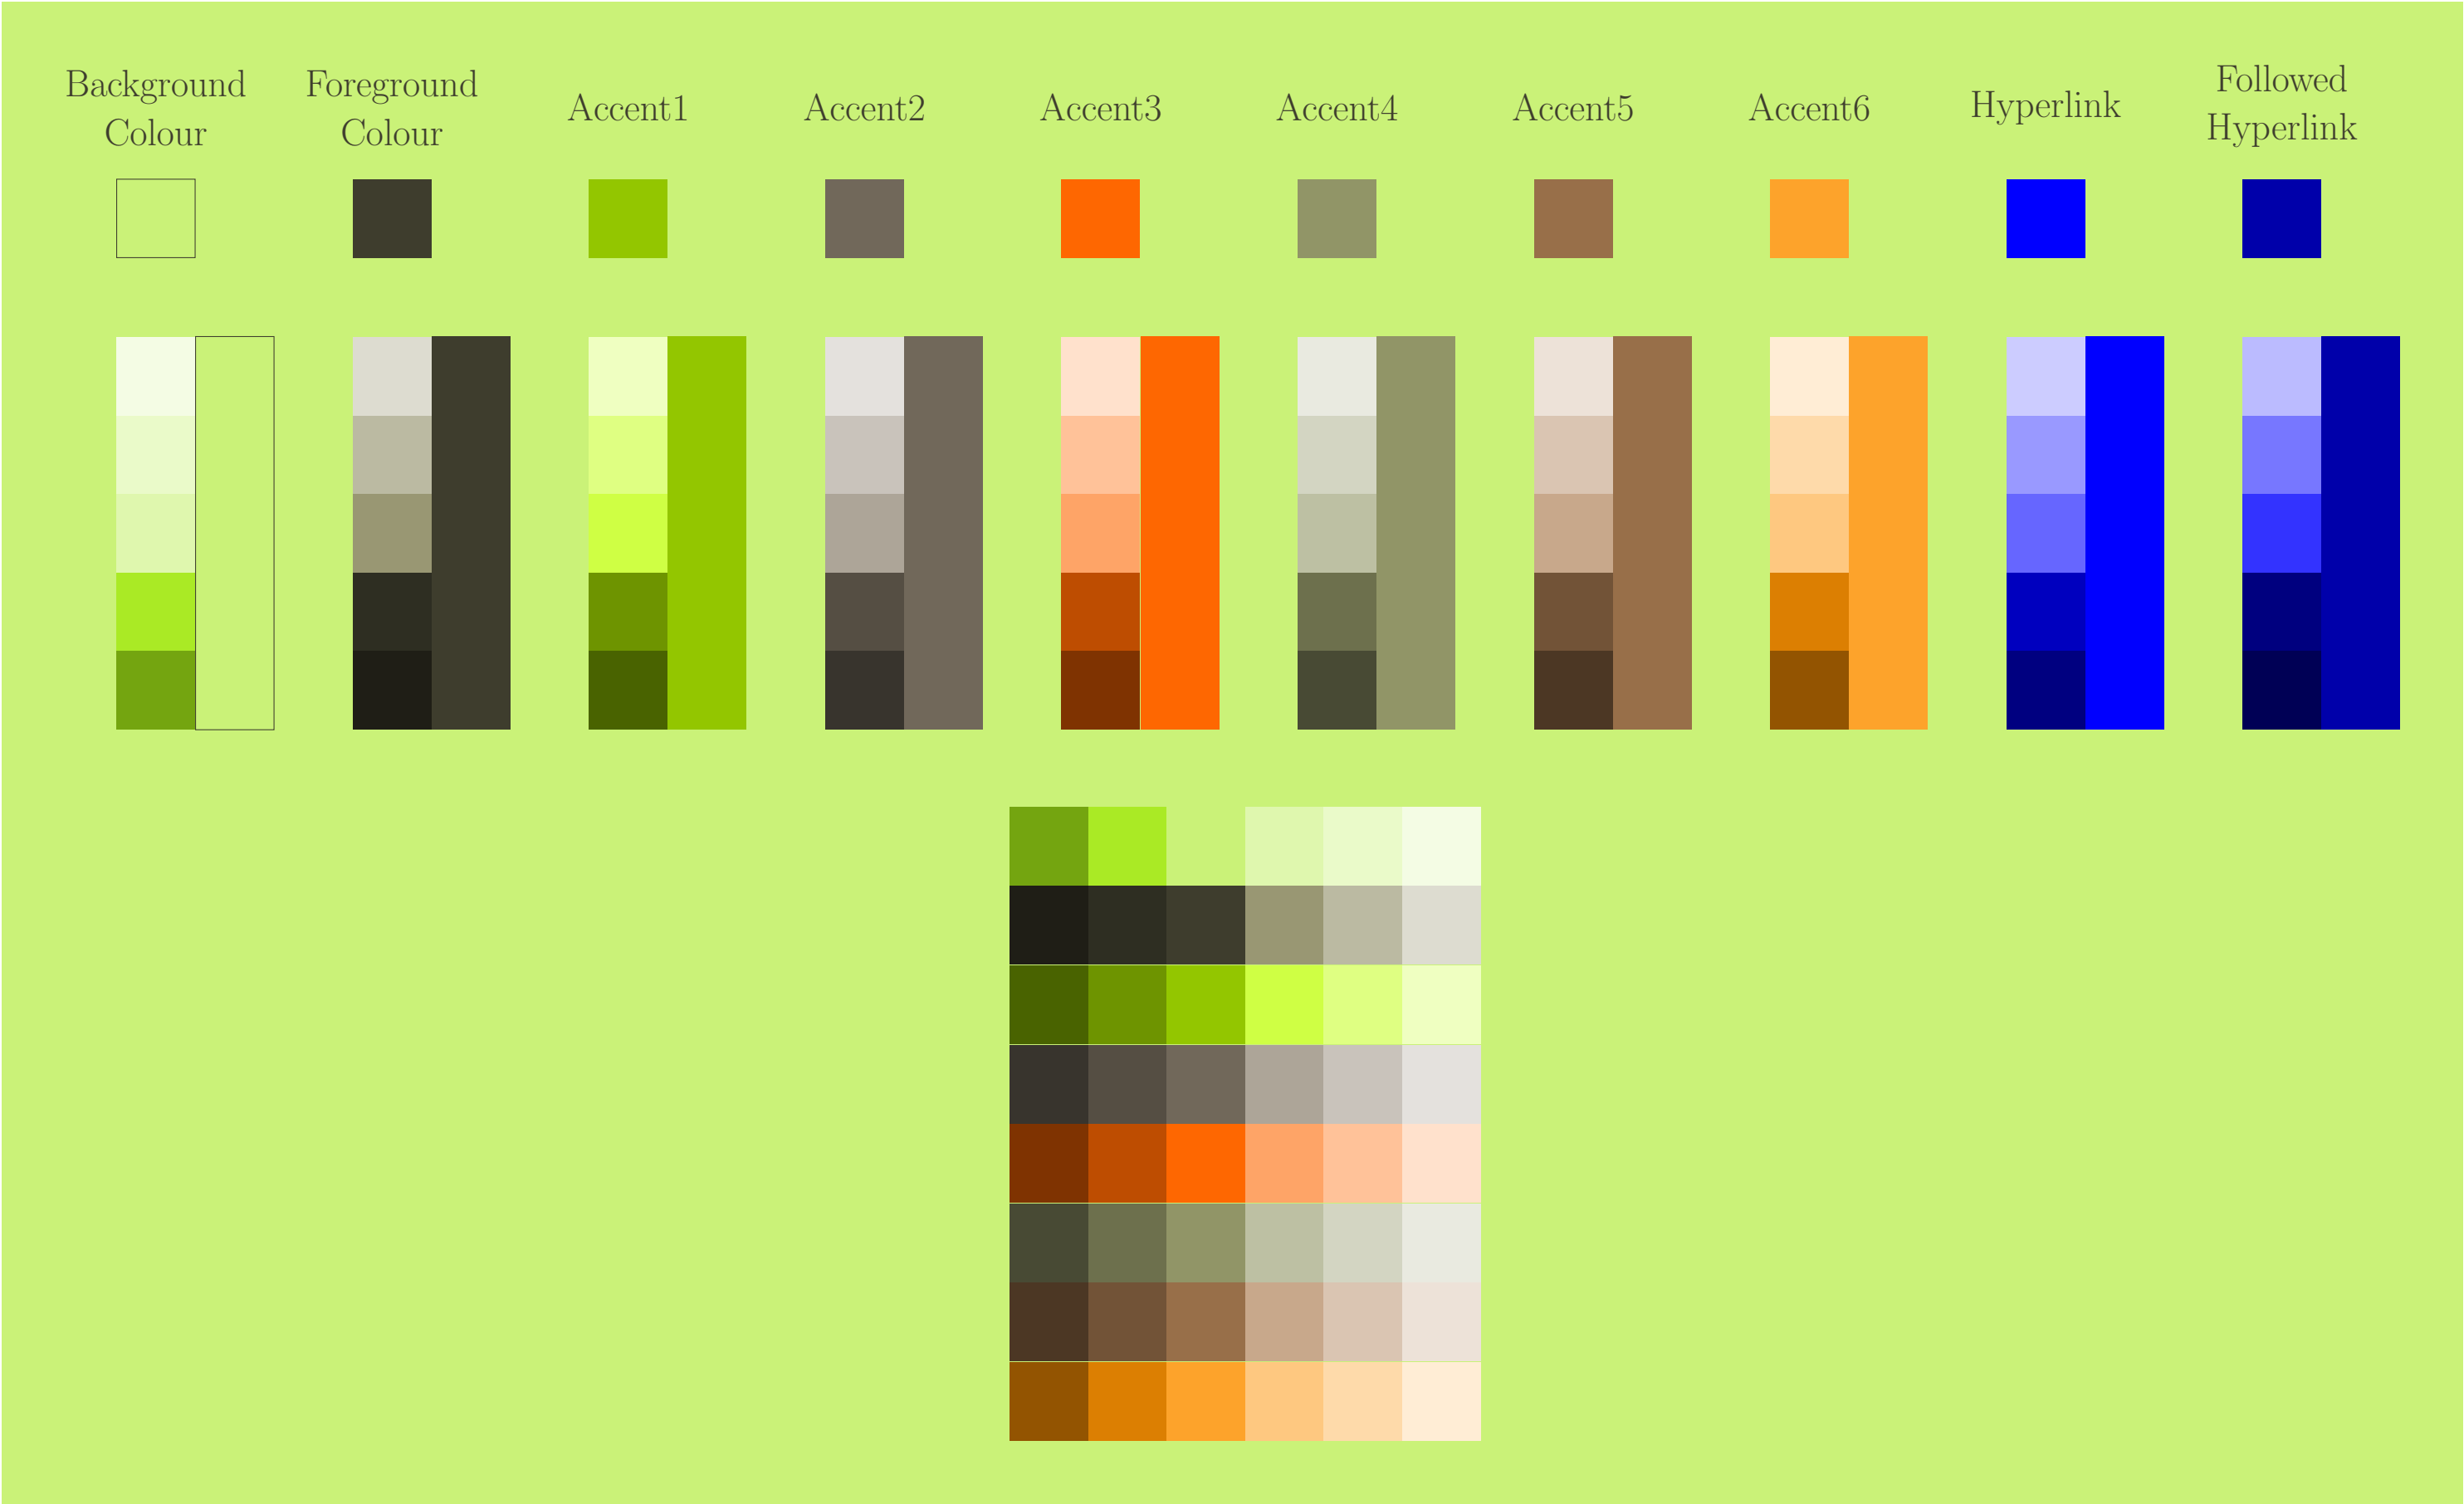 Background
Colour
Foreground
Colour
Accent1
Accent2
Accent3
Accent4
Accent5
Accent6
Hyperlink
Followed
Hyperlink